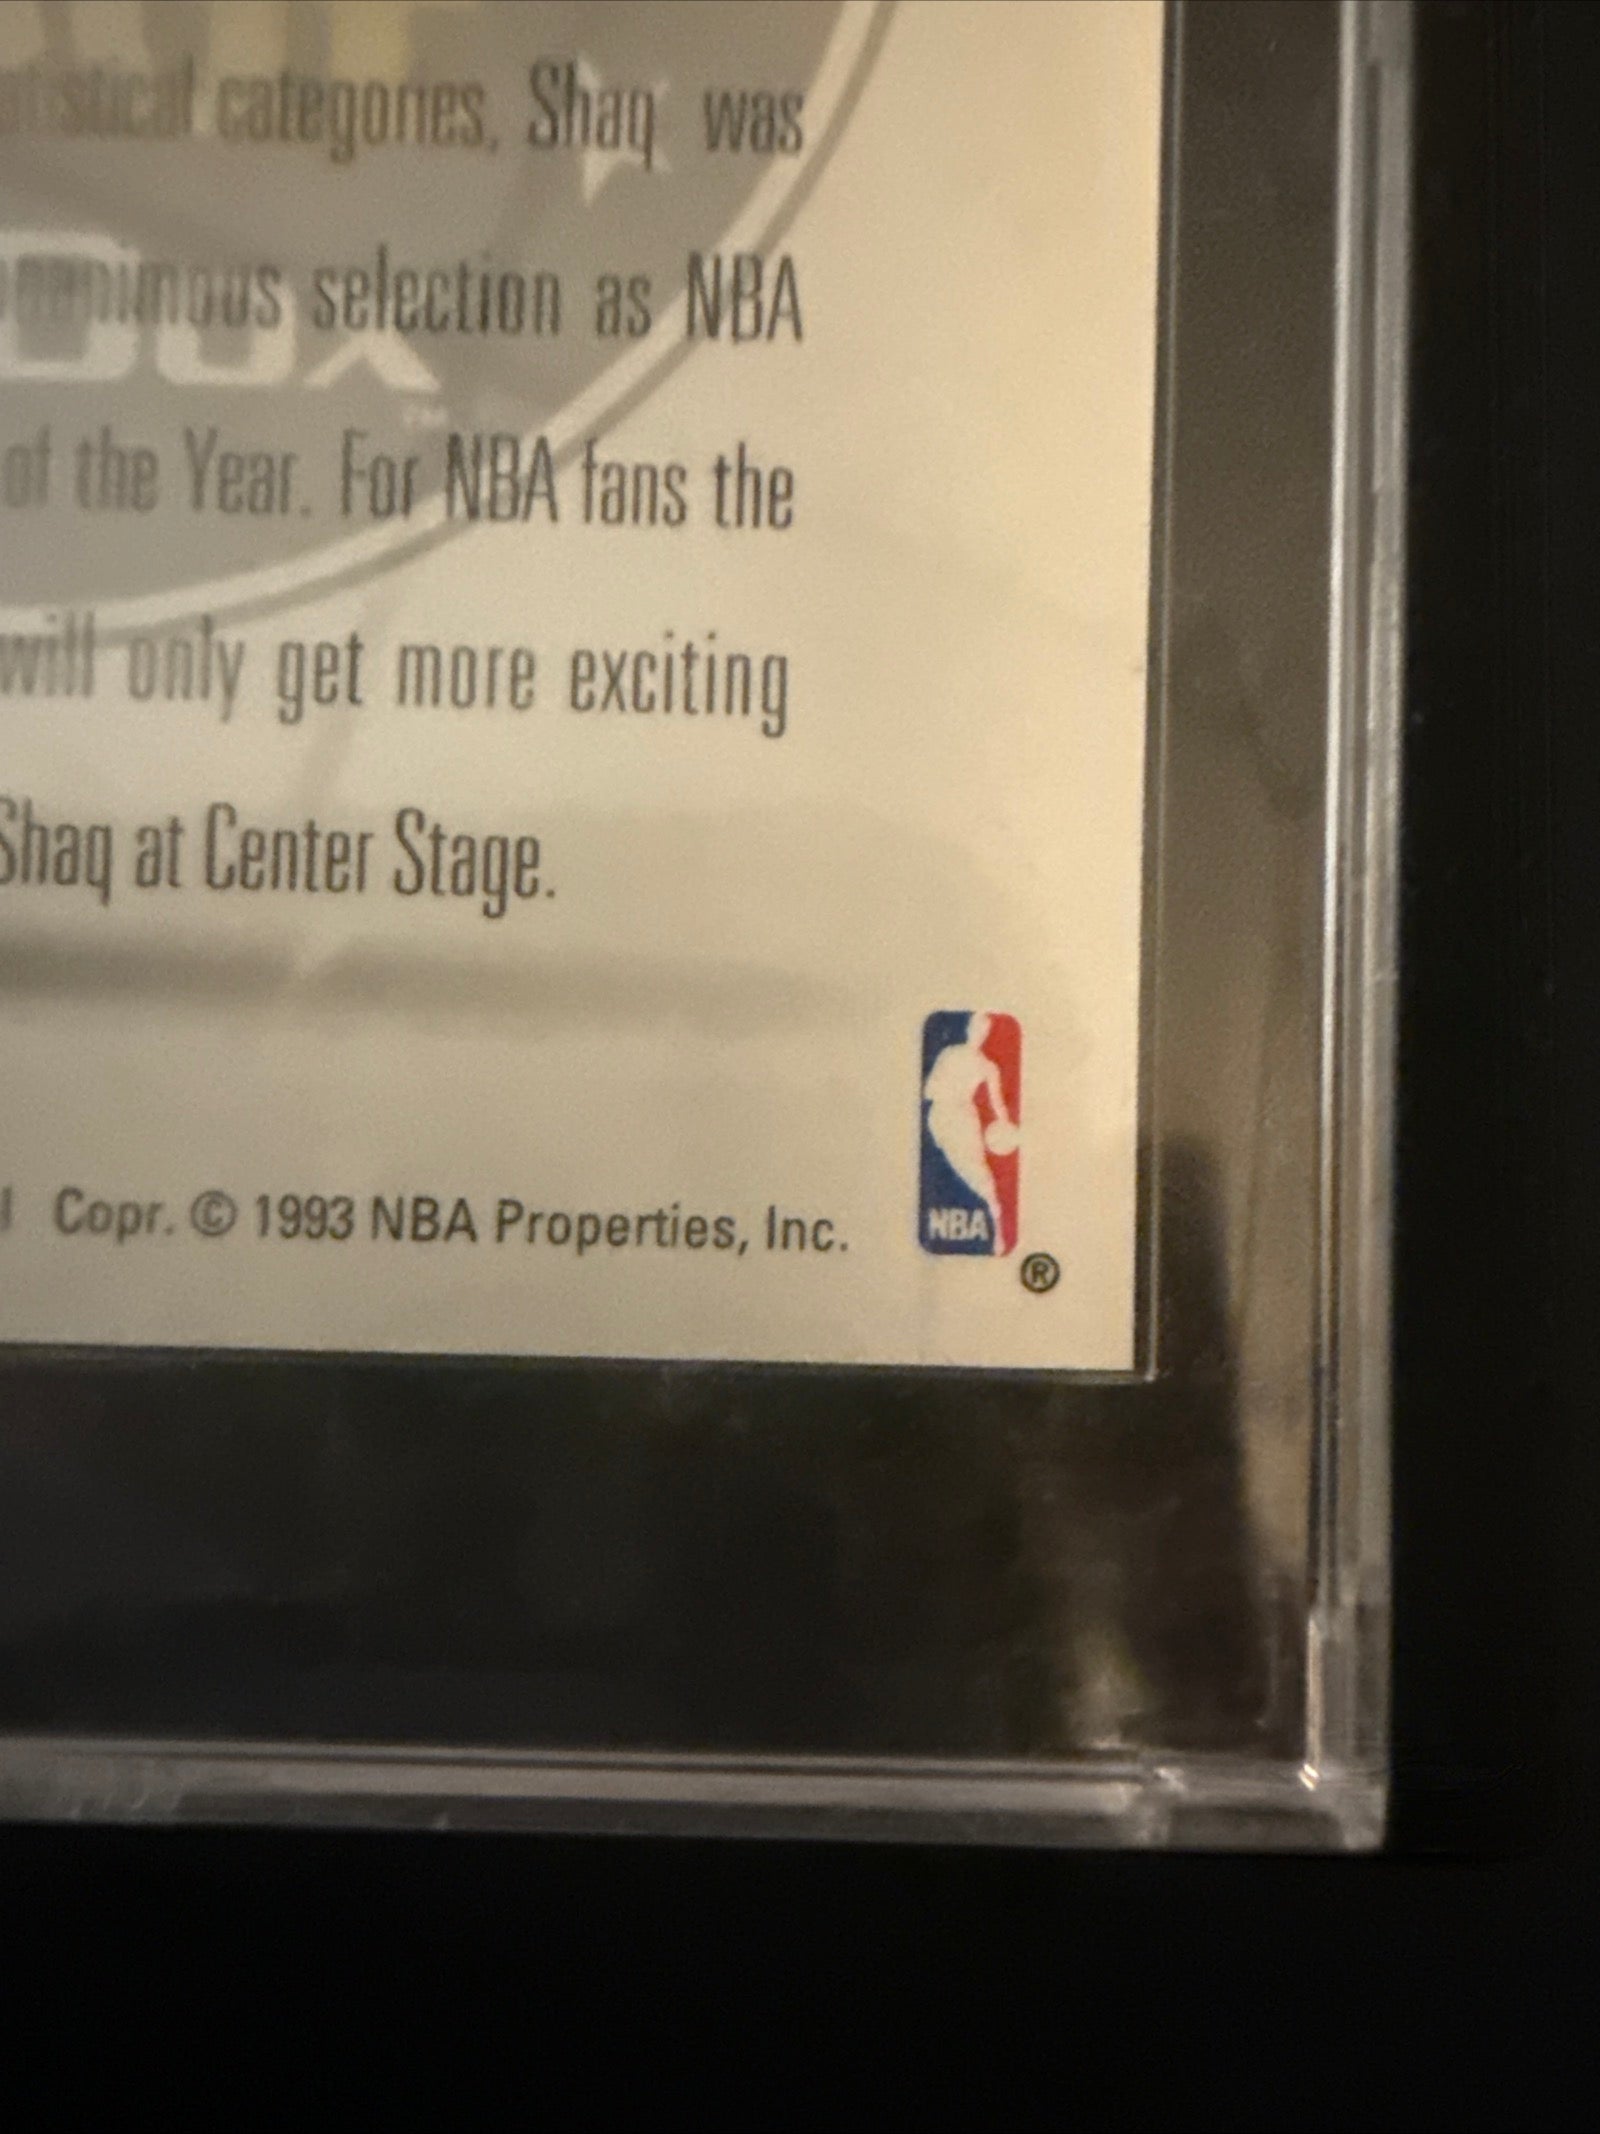 categories, Shaq was
selection as NBA
of the Year. For NBA fans the
will only get more exciting
Shaq at Center Stage.
Copr. © 1993 NBA Properties, Inc.
NBA
®